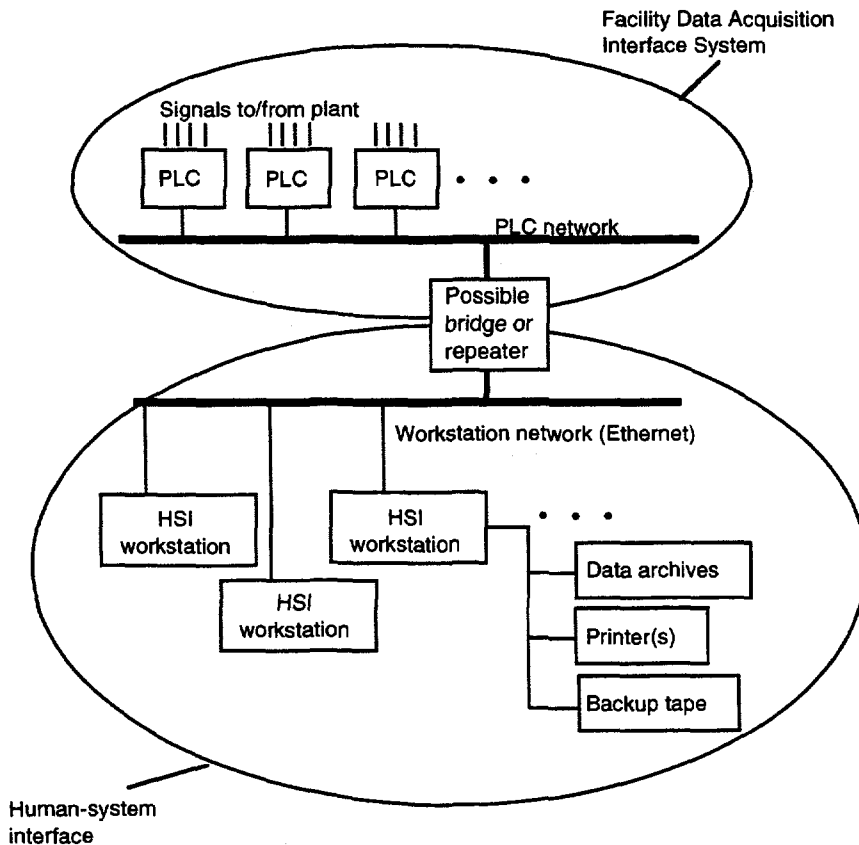 Facility Data Acquisition
Interface System
Signals to/from plant
PLC
PLC
PLC
PLC network
Possible
bridge or
repeater
Workstation network (Ethernet)
HSI
workstation
HSI
workstation
HSI
workstation
Data archives
Printer(s)
Backup tape
Human-system
interface